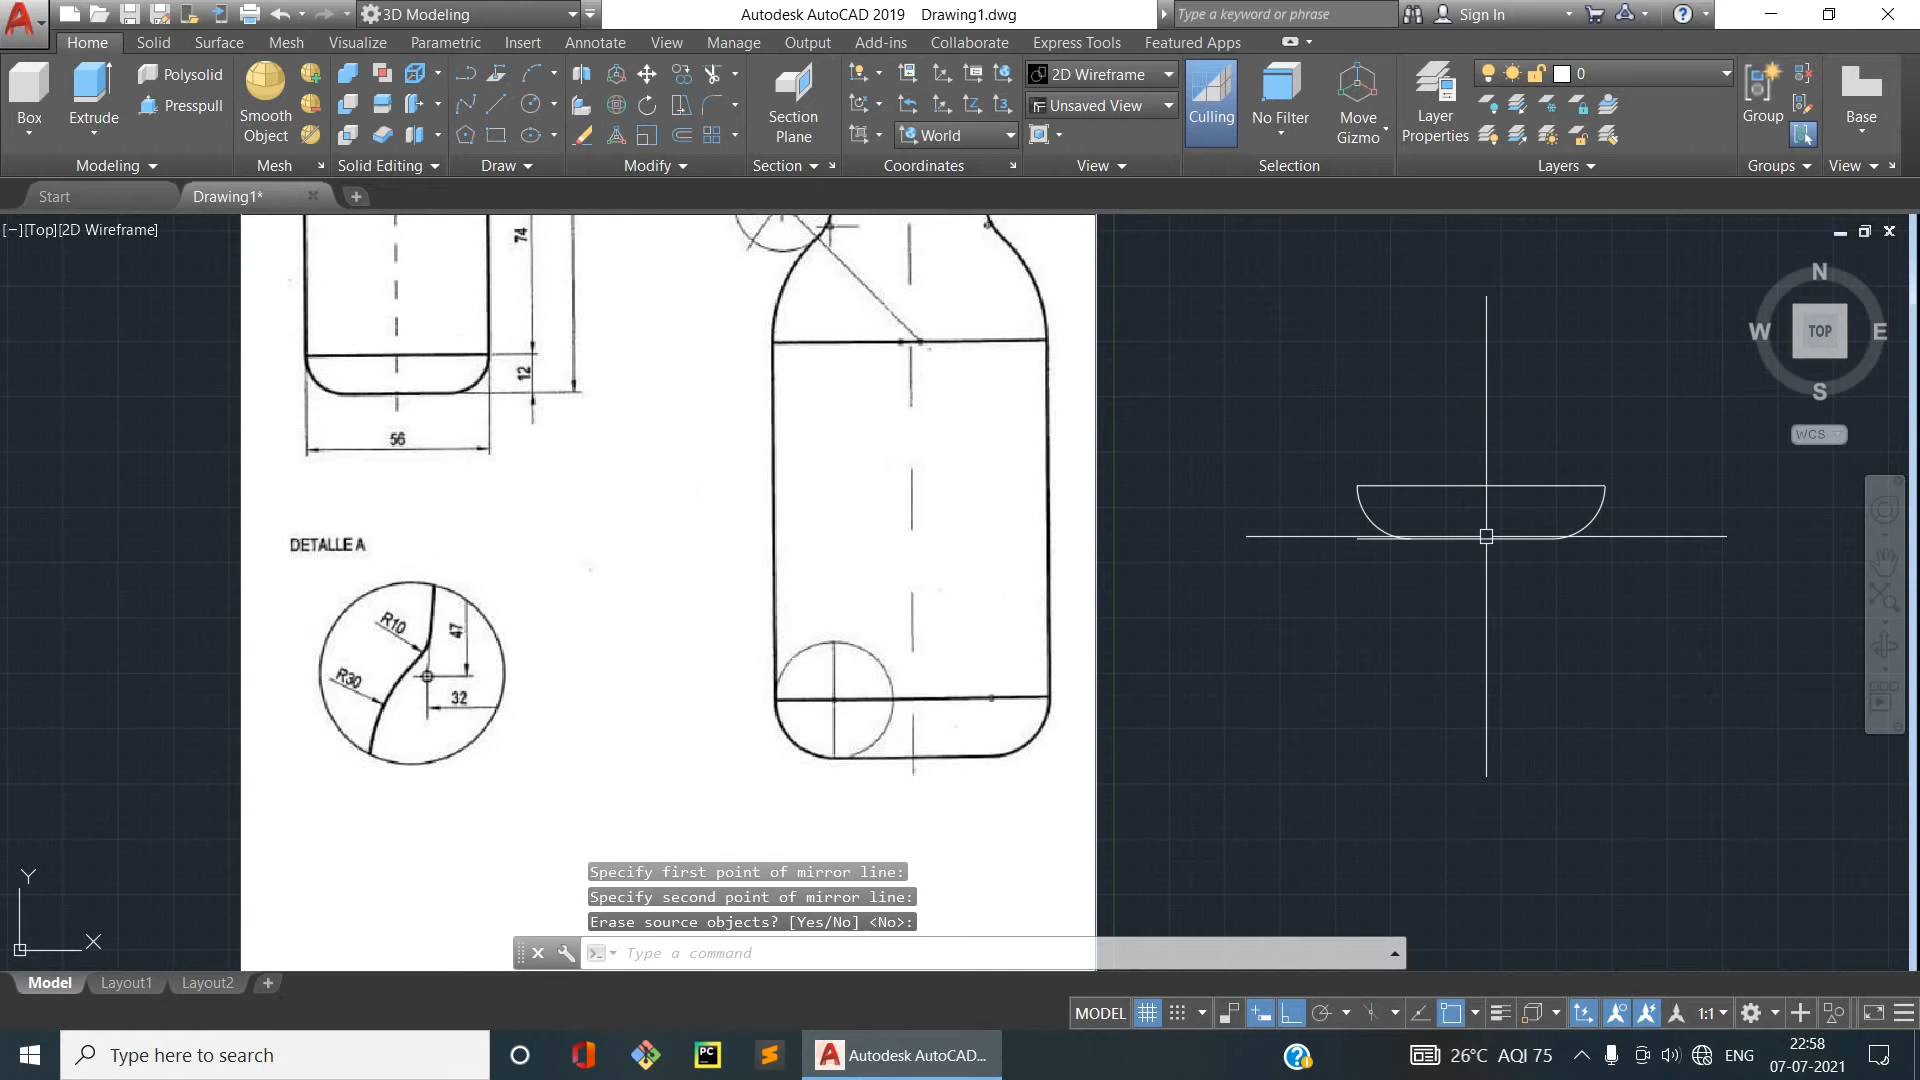 3D Modeling
Autodesk AutoCAD 2019 Drawing1.dwg
Type a keyword or phrase
Sign In
Home Solid Surface Mesh Visualize Parametric Insert Annotate View Manage Output Add-ins Collaborate Express Tools Featured Apps
Box
Extrude
Polysolid
Presspull
Smooth
Object
Section
Plane
World
2D Wireframe
Unsaved View
Culling
No Filter
Move
Gizmo
Layer
Properties
0
Group
Base
Modeling
Mesh
Solid Editing
Draw
Modify
Section
Coordinates
View
Selection
Layers
Groups
View
Start
Drawing1*
[−][Top][2D Wireframe]
N
W
TOP
E
S
WCS
74
12
56
DETALLE A
R10
47
R30
32
Y
X
Specify first point of mirror line:
Specify second point of mirror line:
Erase source objects? [Yes/No] <No>:
Type a command
Model
Layout1
Layout2
MODEL
1:1
Type here to search
PC
Autodesk AutoCAD...
26°C AQI 75
ENG
22:58
07-07-2021